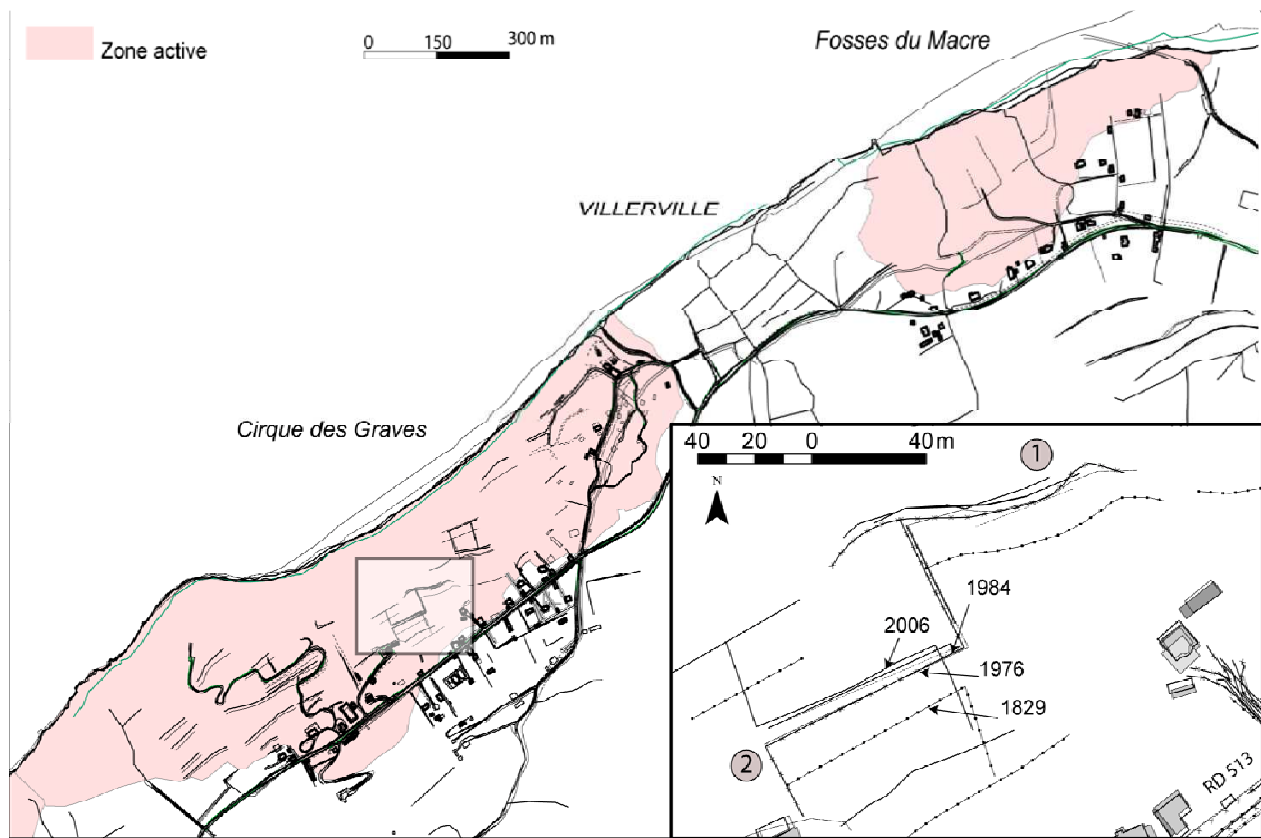 Zone active
0 150 300 m
Fosses du Macre
VILLERVILLE
Cirque des Graves
40 20 0 40 m
N
1
1984
2006
1976
1829
2
RD 513